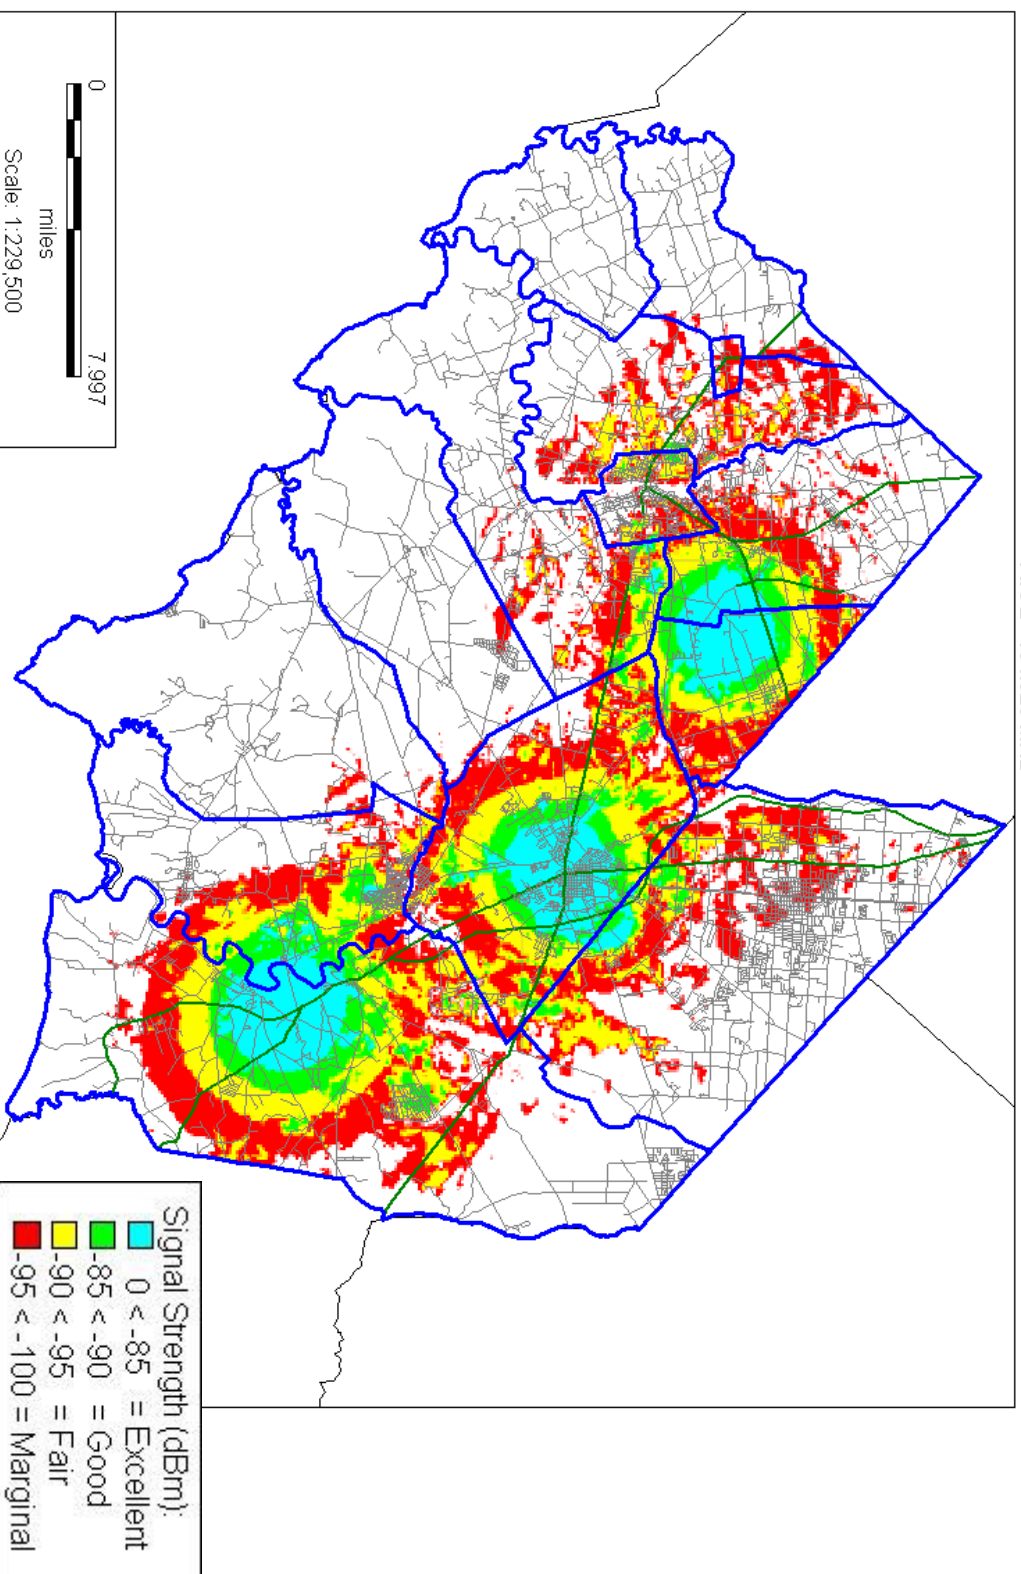 0
7.997
miles
Scale: 1:229,500
Signal Strength (dBm):
0 < -85 = Excellent
-85 < -90 = Good
-90 < -95 = Fair
-95 < -100 = Marginal